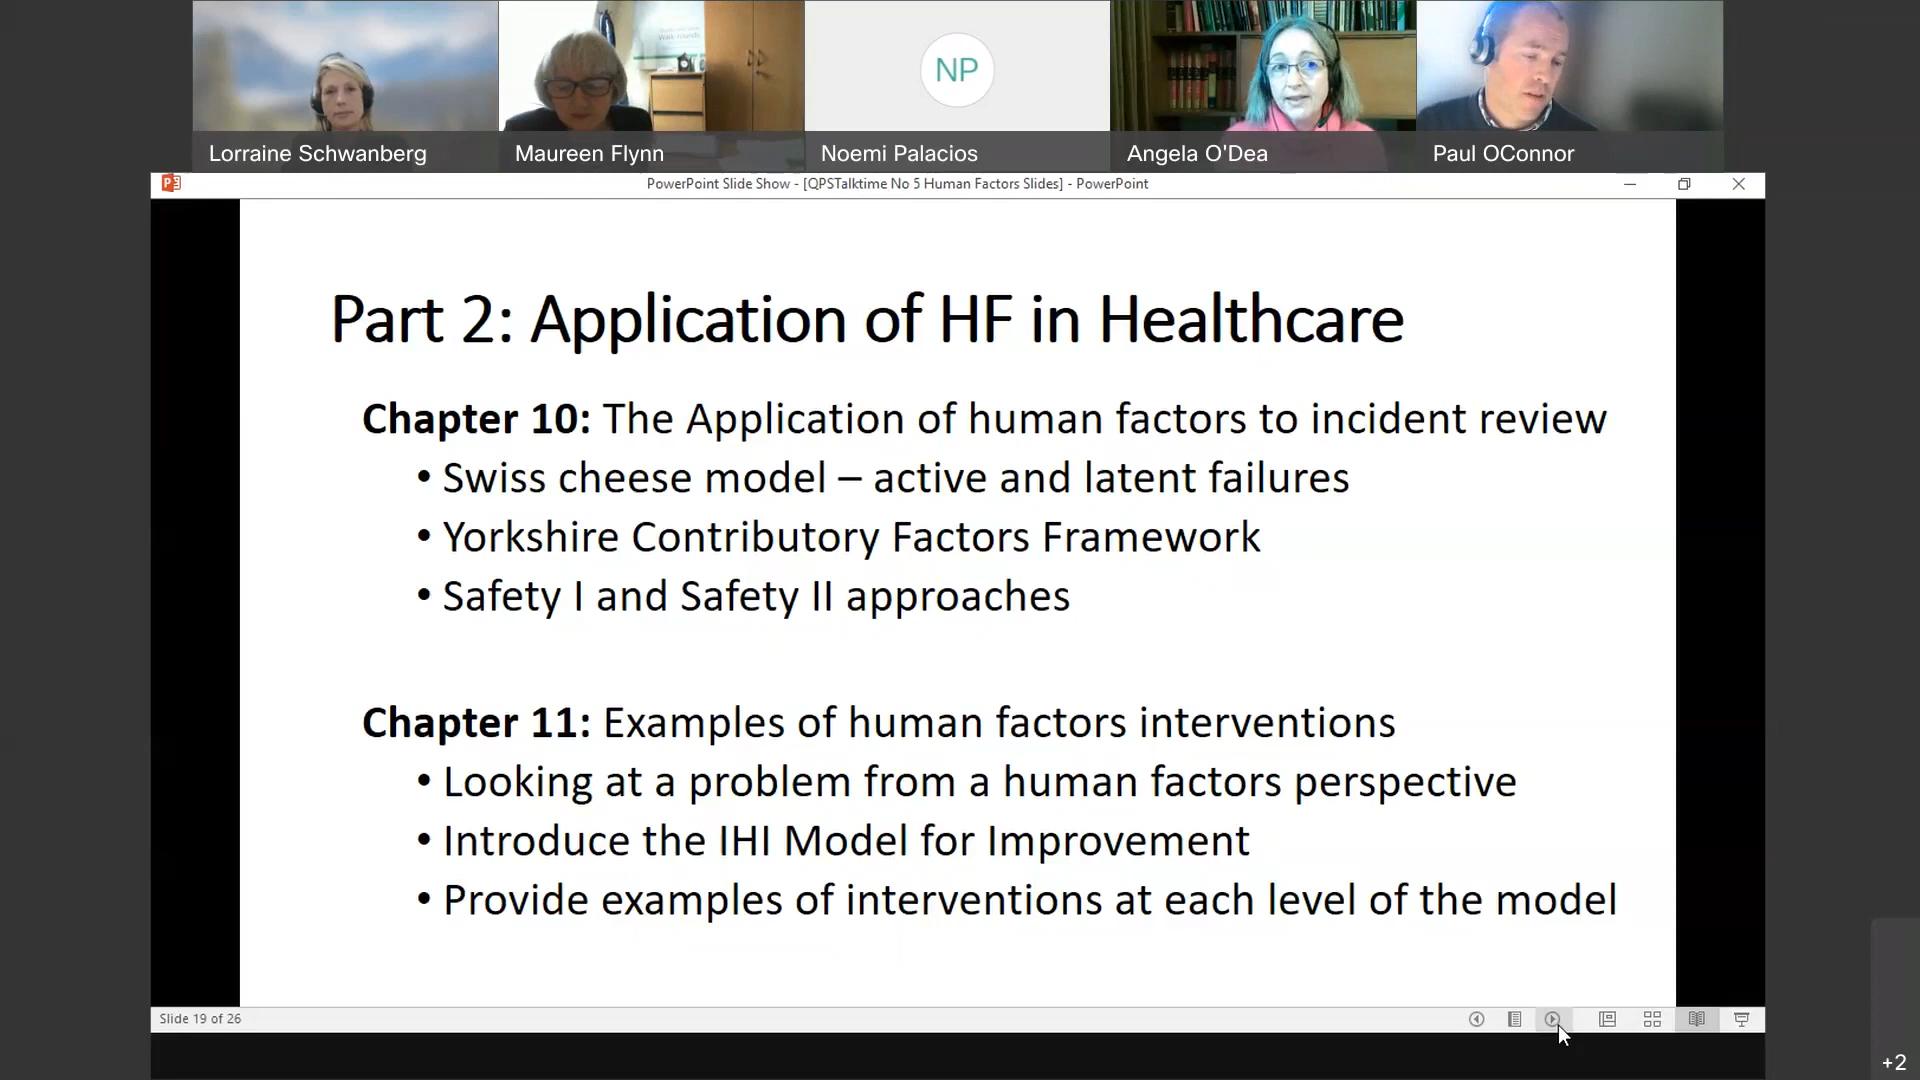 NP
Lorraine Schwanberg
Maureen Flynn
Noemi Palacios
Angela O'Dea
Paul OConnor
PowerPoint Slide Show - [QPSTalktime No 5 Human Factors Slides] - PowerPoint
Part 2: Application of HF in Healthcare
Chapter 10: The Application of human factors to incident review
• Swiss cheese model – active and latent failures
• Yorkshire Contributory Factors Framework
• Safety I and Safety II approaches
Chapter 11: Examples of human factors interventions
• Looking at a problem from a human factors perspective
• Introduce the IHI Model for Improvement
• Provide examples of interventions at each level of the model
Slide 19 of 26
+2